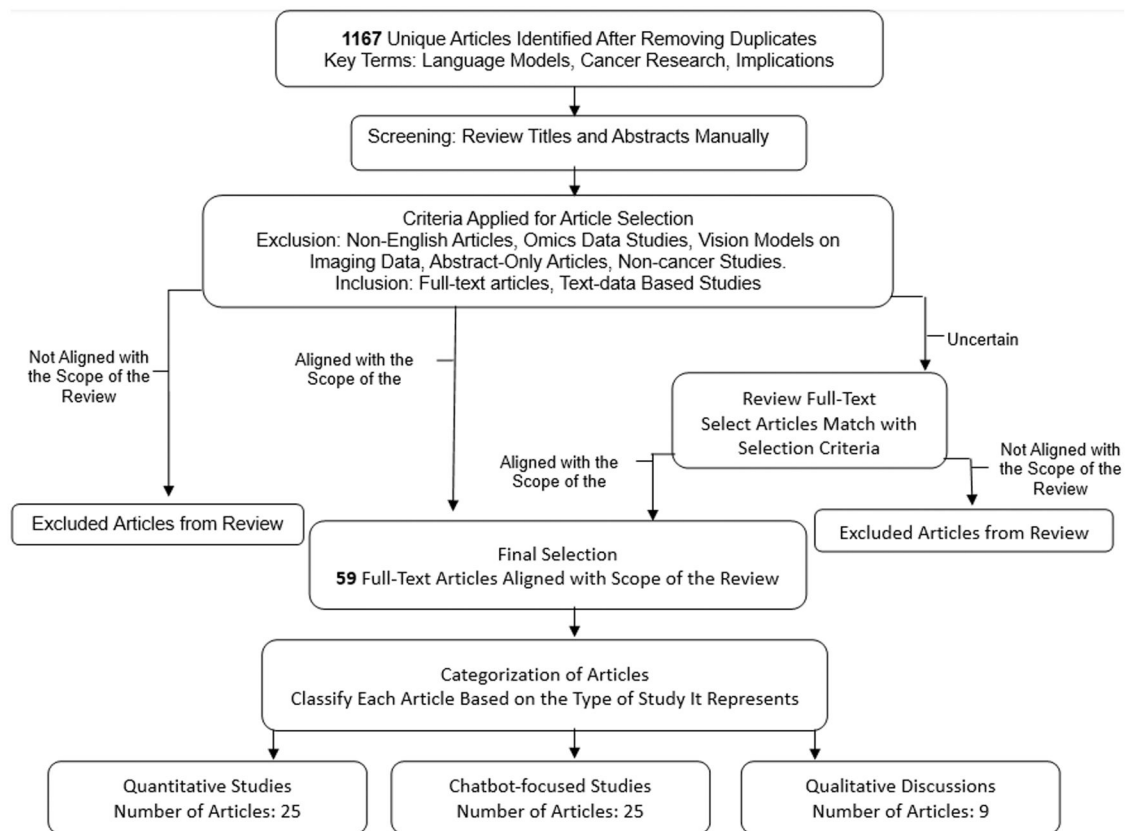 1167 Unique Articles Identified After Removing Duplicates
Key Terms: Language Models, Cancer Research, Implications
Screening: Review Titles and Abstracts Manually
Criteria Applied for Article Selection
Exclusion: Non-English Articles, Omics Data Studies, Vision Models on
Imaging Data, Abstract-Only Articles, Non-cancer Studies.
Inclusion: Full-text articles, Text-data Based Studies
Not Aligned with
the Scope of the
Review
Aligned with the
Scope of the
Uncertain
Review Full-Text
Select Articles Match with
Selection Criteria
Aligned with the
Scope of the
Not Aligned with
the Scope of the
Review
Excluded Articles from Review
Excluded Articles from Review
Final Selection
59 Full-Text Articles Aligned with Scope of the Review
Categorization of Articles
Classify Each Article Based on the Type of Study It Represents
Quantitative Studies
Number of Articles: 25
Chatbot-focused Studies
Number of Articles: 25
Qualitative Discussions
Number of Articles: 9